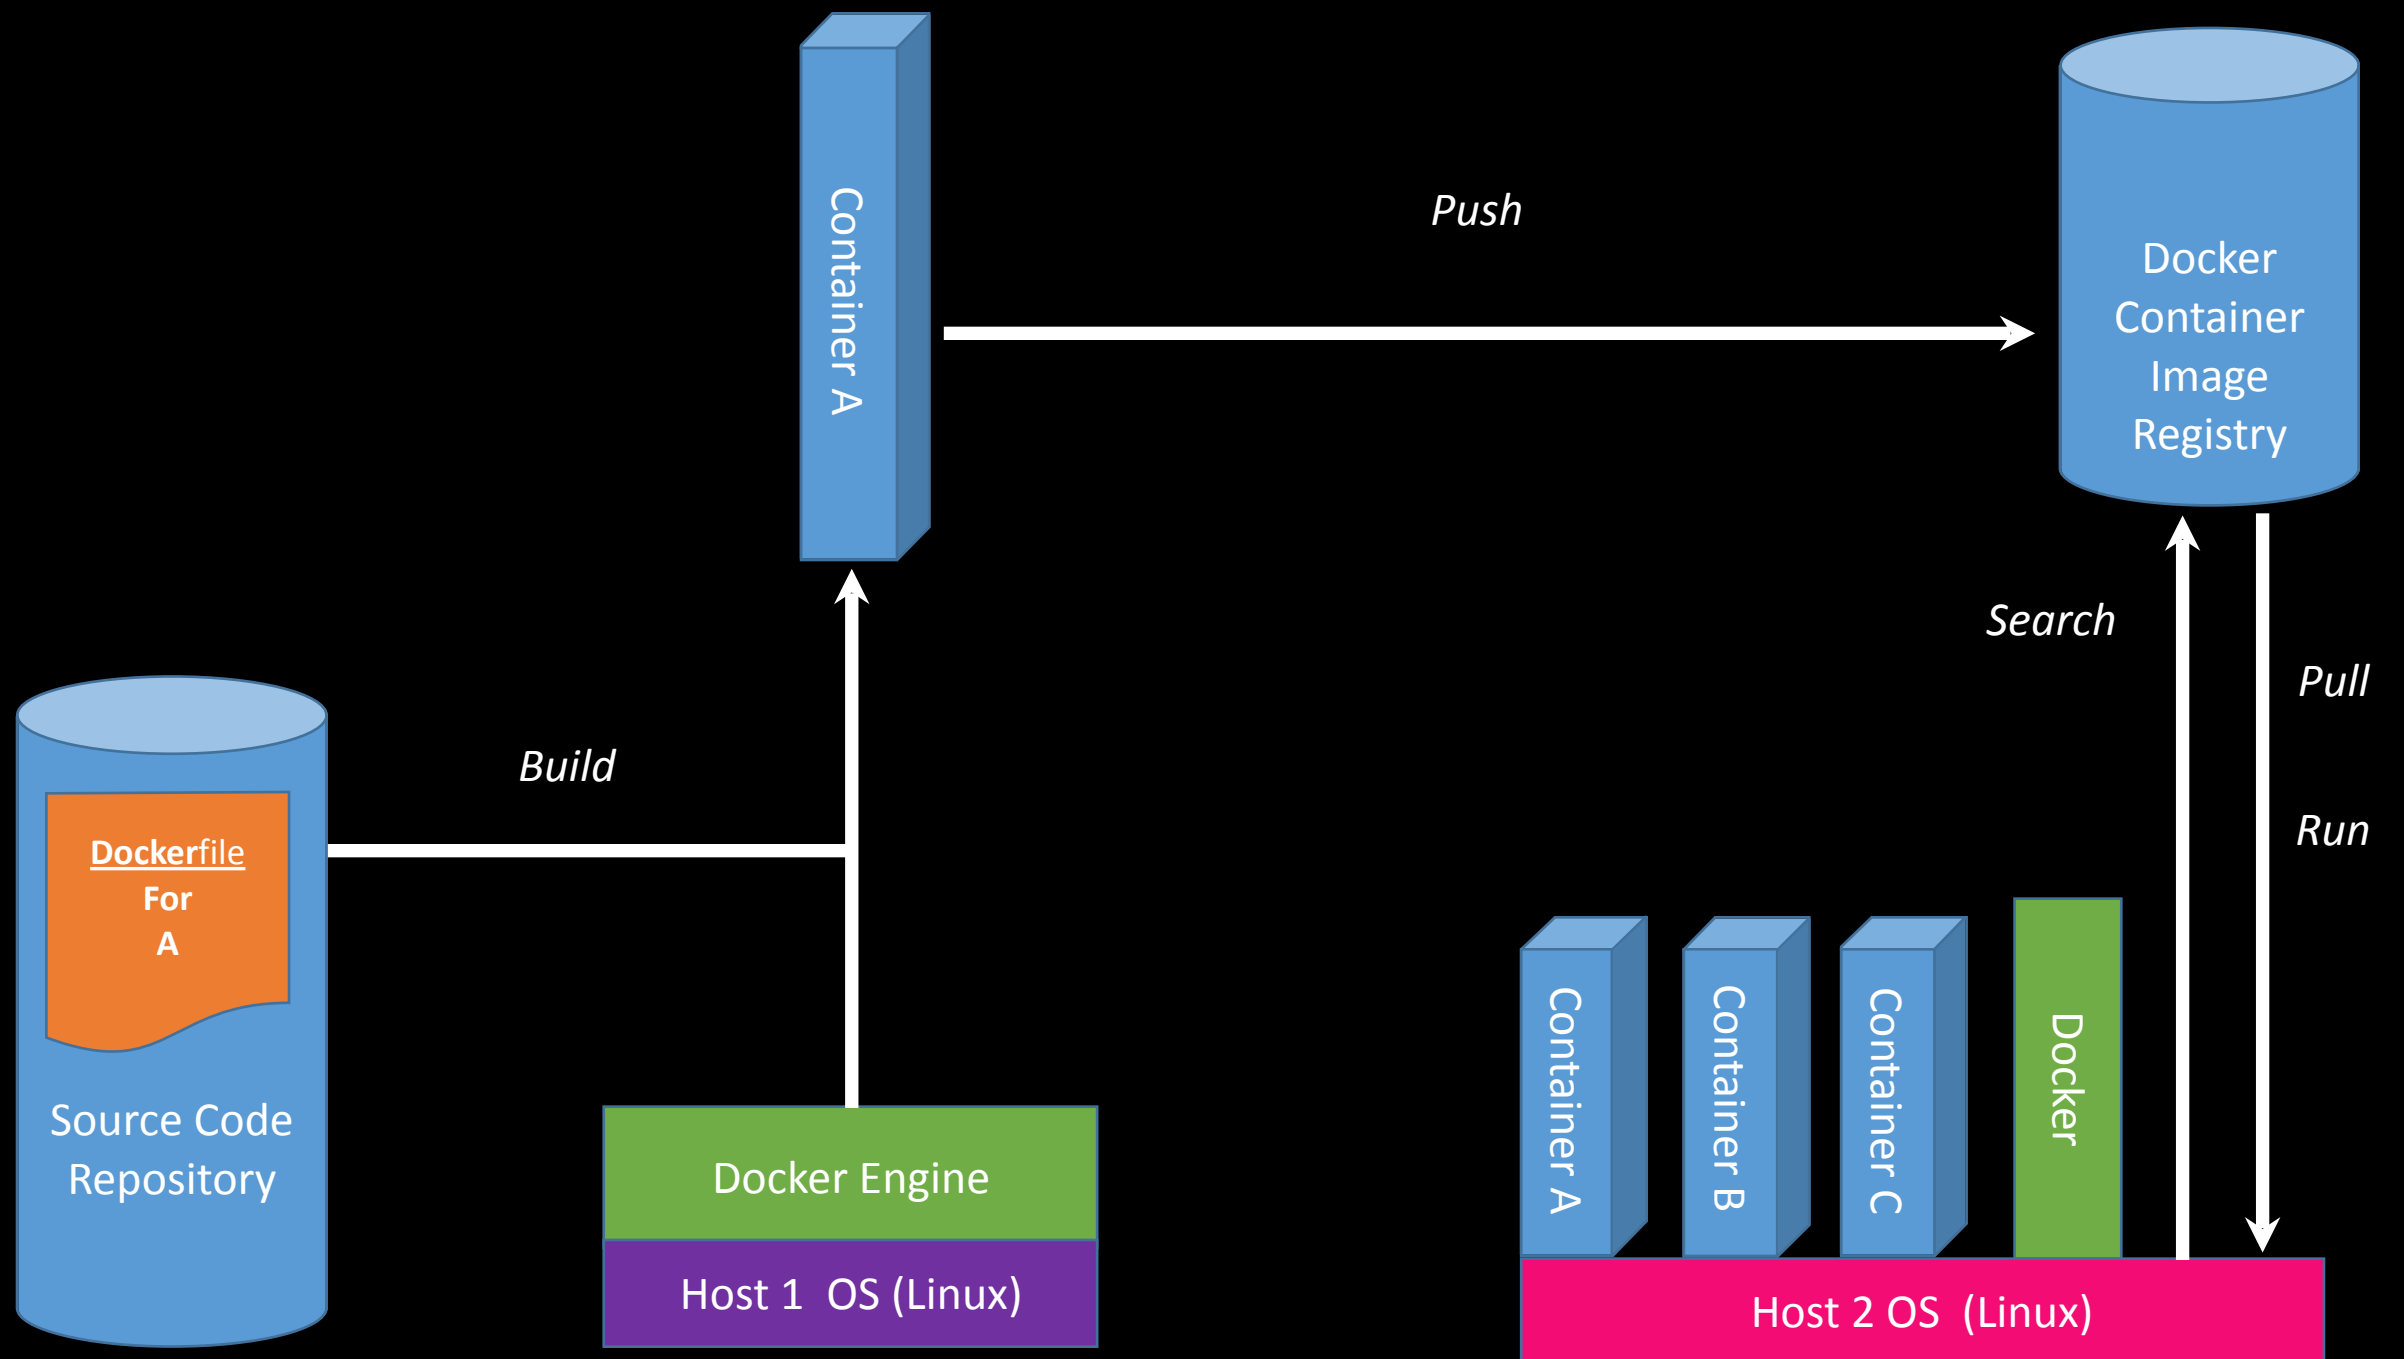 Container A
Push
Docker
Container
Image
Registry
Search
Pull
Build
Run
Dockerfile
For
A
Source Code
Repository
Docker Engine
Host 1  OS (Linux)
Container A
Container B
Container C
Docker
Host 2 OS  (Linux)